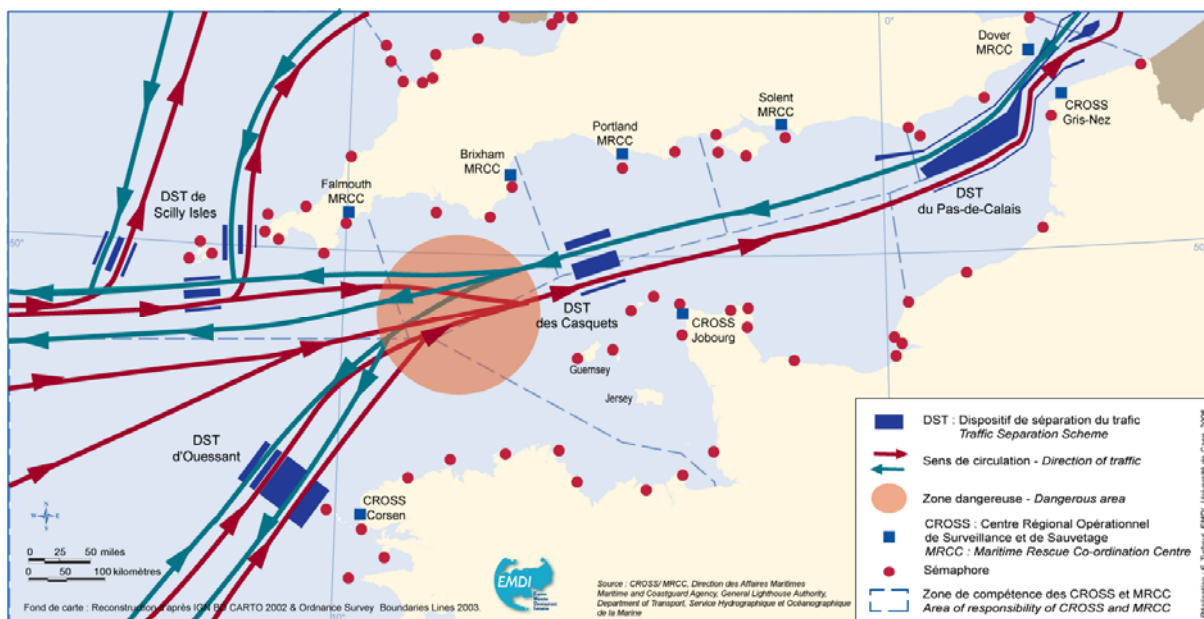 0°
Dover
MRCC
CROSS
Gris-Nez
Solent
MRCC
Portland
MRCC
Brixham
MRCC
Falmouth
MRCC
DST de
Scilly Isles
DST
du Pas-de-Calais
50°
50
DST
des Casquets
CROSS
Jobourg
Guernsey
Jersey
DST
d'Ouessant
CROSS
Corsen
10°
0 25 50 miles
0 50 100 kilomètres
EMDI
Fond de carte : Reconstruction d'après IGN BD CARTO 2002 & Ordnance Survey Boundaries Lines 2003.
Source : CROSS/ MRCC, Direction des Affaires Maritimes
Maritime and Coastguard Agency, General Lighthouse Authority,
Department of Transport, Service Hydrographique et Océanographique
de la Marine
DST : Dispositif de séparation du trafic
Traffic Separation Scheme
Sens de circulation - Direction of traffic
Zone dangereuse - Dangerous area
CROSS : Centre Régional Opérationnel
de Surveillance et de Sauvetage
MRCC : Maritime Rescue Co-ordination Centre
Sémaphore
Zone de compétence des CROSS et MRCC
Area of responsibility of CROSS and MRCC